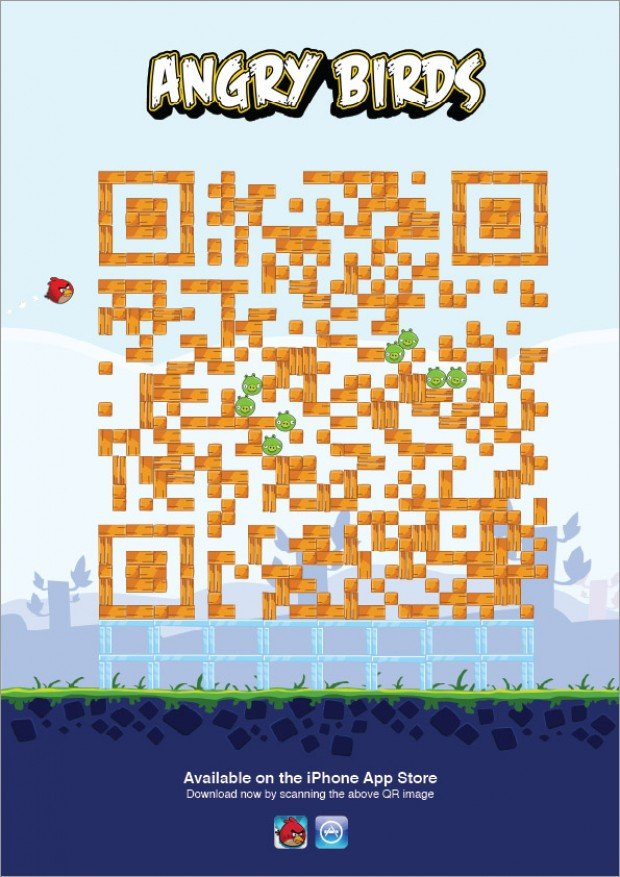 ANGRY BIRDS
Available on the iPhone App Store
Download now by scanning the above QR image